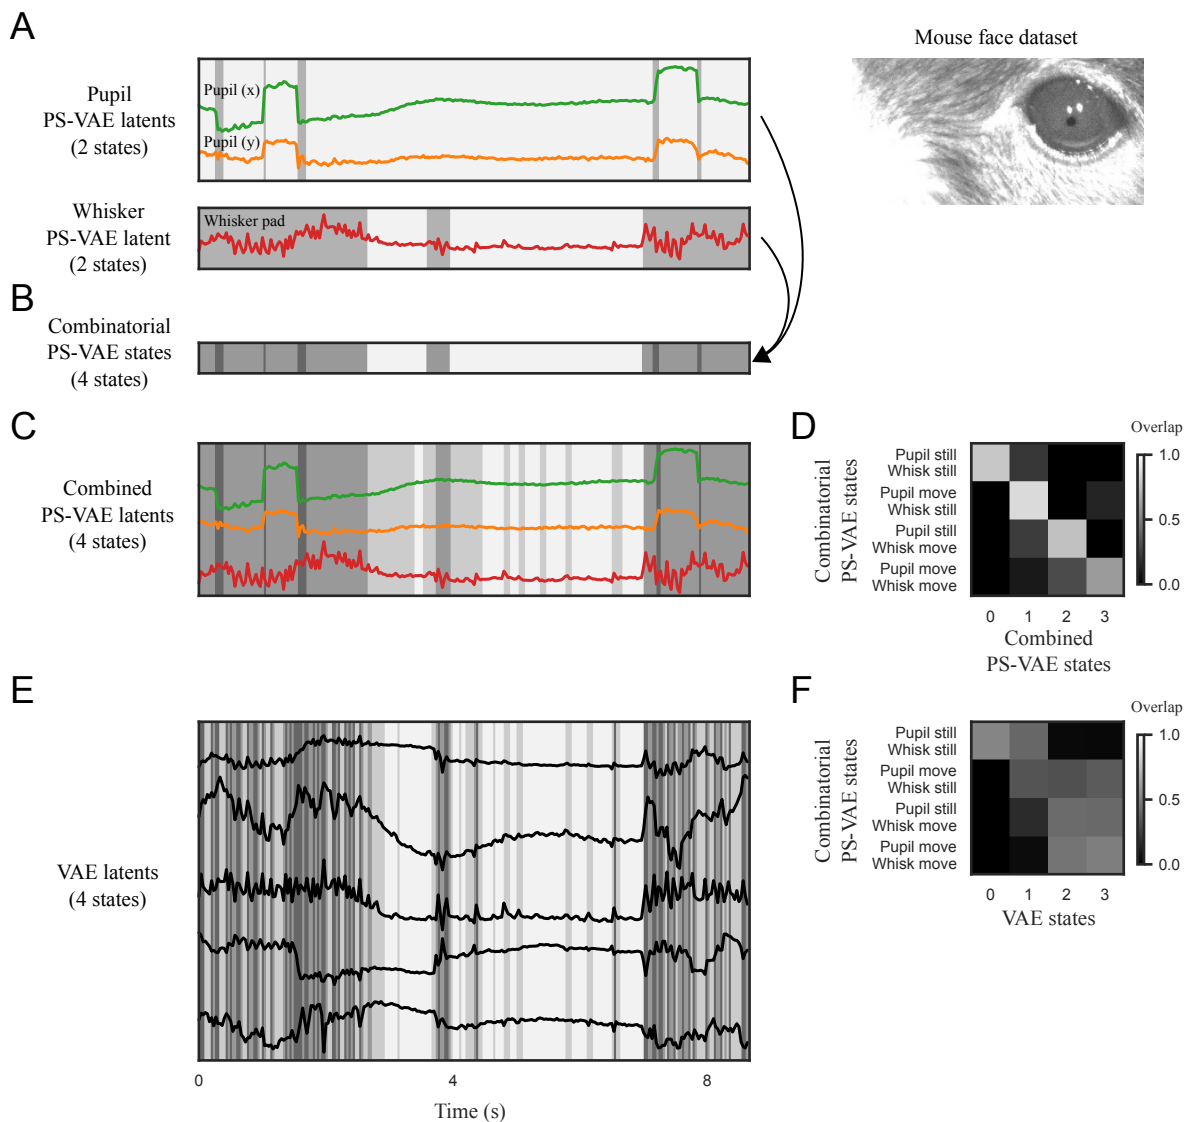 A
Mouse face dataset
Pupil
PS-VAE latents
(2 states)
Pupil (x)
Pupil (y)
Whisker
PS-VAE latent
(2 states)
Whisker pad
B
Combinatorial
PS-VAE states
(4 states)
C
Combined
PS-VAE latents
(4 states)
D
Overlap
Combinatorial
PS-VAE states
Pupil still
Whisk still
Pupil move
Whisk still
Pupil still
Whisk move
Pupil move
Whisk move
1.0
0.5
0.0
0 1 2 3
Combined
PS-VAE states
E
VAE latents
(4 states)
0 4 8
Time (s)
F
Overlap
Combinatorial
PS-VAE states
Pupil still
Whisk still
Pupil move
Whisk still
Pupil still
Whisk move
Pupil move
Whisk move
1.0
0.5
0.0
0 1 2 3
VAE states